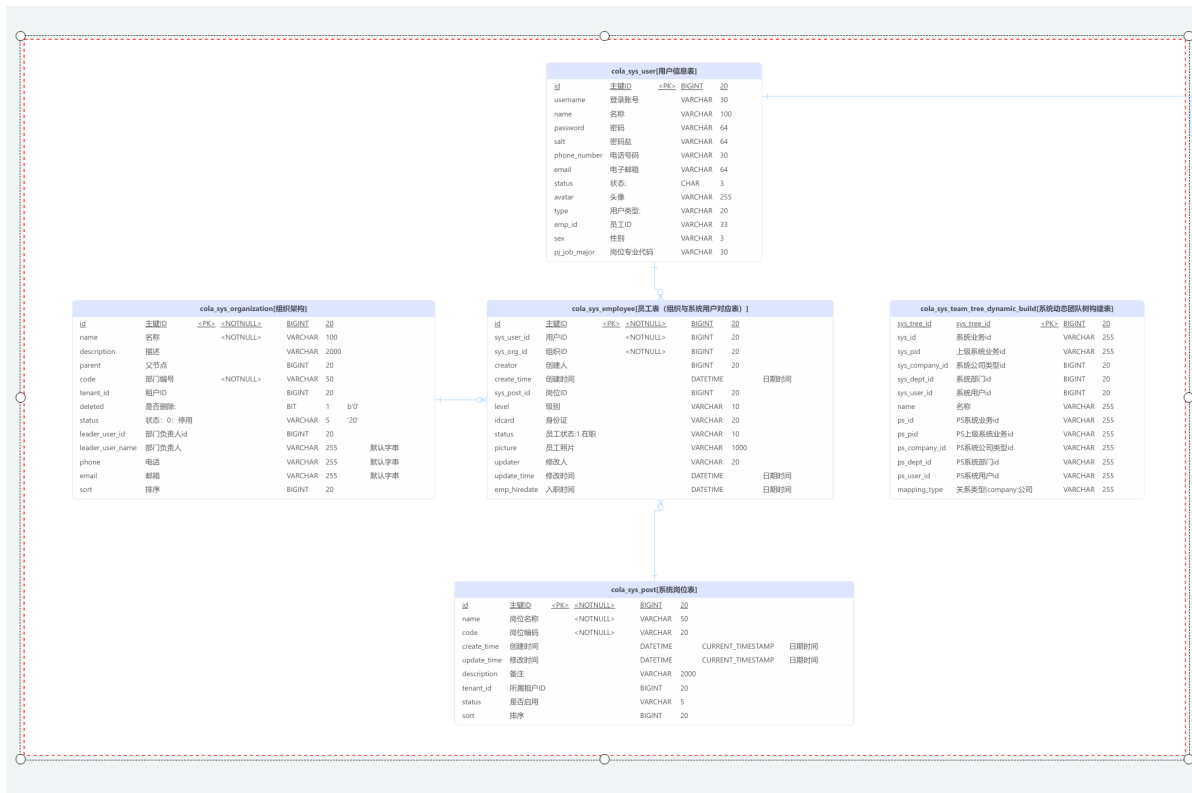 cola_sys_user[用户信息表]
id 主键ID <PK> BIGINT 20
username 登录账号 VARCHAR 30
name 名称 VARCHAR 100
password 密码 VARCHAR 64
salt 密码盐 VARCHAR 64
phone_number 电话号码 VARCHAR 30
email 电子邮箱 VARCHAR 64
status 状态: CHAR 3
avatar 头像 VARCHAR 255
type 用户类型: VARCHAR 20
emp_id 员工ID VARCHAR 33
sex 性别 VARCHAR 3
pj_job_major 岗位专业代码 VARCHAR 30
cola_sys_organization[组织架构]
id 主键ID <PK> <NOTNULL> BIGINT 20
name 名称 <NOTNULL> VARCHAR 100
description 描述 VARCHAR 2000
parent 父节点 BIGINT 20
code 部门编号 <NOTNULL> VARCHAR 50
tenant_id 租户ID BIGINT 20
deleted 是否删除: BIT 1 b'0'
status 状态：0：停用 VARCHAR 5 '20'
leader_user_id 部门负责人id BIGINT 20
leader_user_name 部门负责人 VARCHAR 255 默认字串
phone 电话 VARCHAR 255 默认字串
email 邮箱 VARCHAR 255 默认字串
sort 排序 BIGINT 20
cola_sys_employee[员工表（组织与系统用户对应表）]
id 主键ID <PK> <NOTNULL> BIGINT 20
sys_user_id 用户ID <NOTNULL> BIGINT 20
sys_org_id 组织ID <NOTNULL> BIGINT 20
creator 创建人 BIGINT 20
create_time 创建时间 DATETIME 日期时间
sys_post_id 岗位ID BIGINT 20
level 级别 VARCHAR 10
idcard 身份证 VARCHAR 20
status 员工状态:1.在职 VARCHAR 10
picture 员工照片 VARCHAR 1000
updater 修改人 VARCHAR 20
update_time 修改时间 DATETIME 日期时间
emp_hiredate 入职时间 DATETIME 日期时间
cola_sys_team_tree_dynamic_build[系统动态团队树构建表]
sys_tree_id sys_tree_id <PK> BIGINT 20
sys_id 系统业务id VARCHAR 255
sys_pid 上级系统业务id VARCHAR 255
sys_company_id 系统公司类型id BIGINT 20
sys_dept_id 系统部门id BIGINT 20
sys_user_id 系统用户id BIGINT 20
name 名称 VARCHAR 255
ps_id PS系统业务id VARCHAR 255
ps_pid PS上级系统业务id VARCHAR 255
ps_company_id PS系统公司类型id VARCHAR 255
ps_dept_id PS系统部门id VARCHAR 255
ps_user_id PS系统用户id VARCHAR 255
mapping_type 关系类型(company:公司 VARCHAR 255
cola_sys_post[系统岗位表]
id 主键ID <PK> <NOTNULL> BIGINT 20
name 岗位名称 <NOTNULL> VARCHAR 50
code 岗位编码 <NOTNULL> VARCHAR 20
create_time 创建时间 DATETIME CURRENT_TIMESTAMP 日期时间
update_time 修改时间 DATETIME CURRENT_TIMESTAMP 日期时间
description 备注 VARCHAR 2000
tenant_id 所属租户ID BIGINT 20
status 是否启用 VARCHAR 5
sort 排序 BIGINT 20